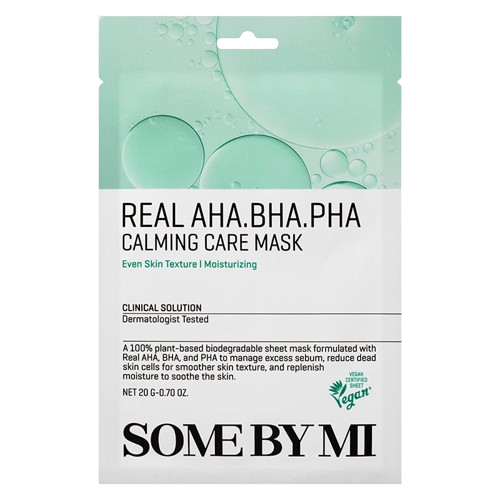 REAL AHA.BHA.PHA
CALMING CARE MASK
Even Skin Texture I Moisturizing
CLINICAL SOLUTION
Dermatologist Tested
A 100% plant-based biodegradable sheet mask formulated with
Real AHA, BHA, and PHA to manage excess sebum, reduce dead
skin cells for smoother skin texture, and replenish
moisture to soothe the skin.
NET 20 G-0.70 OZ.
VEGAN
CERTIFIED
SHEET
Vegan
SOME BY MI